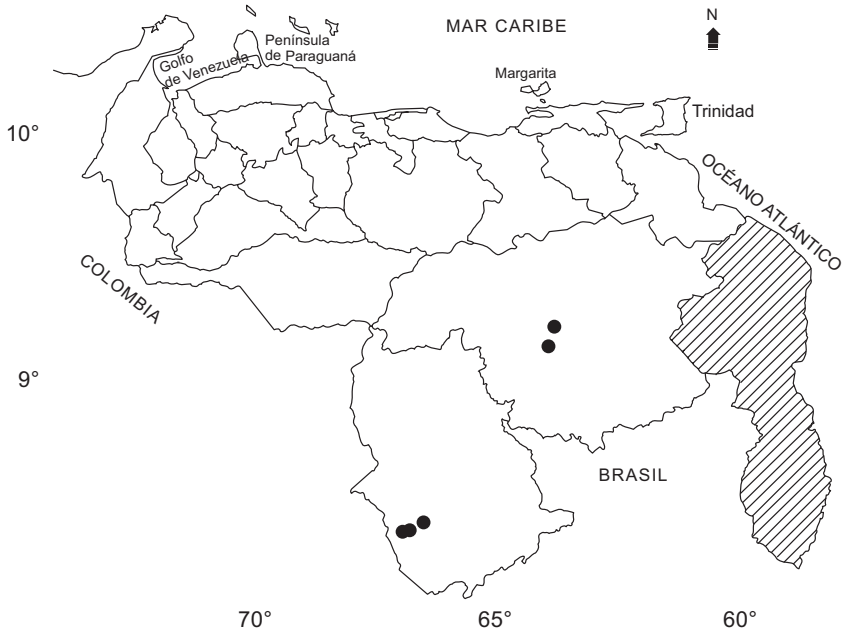 MAR CARIBE
N
Península
de Paraguaná
Golfo
de Venezuela
Margarita
Trinidad
10°
OCÉANO ATLÁNTICO
COLOMBIA
9°
BRASIL
70°
65°
60°